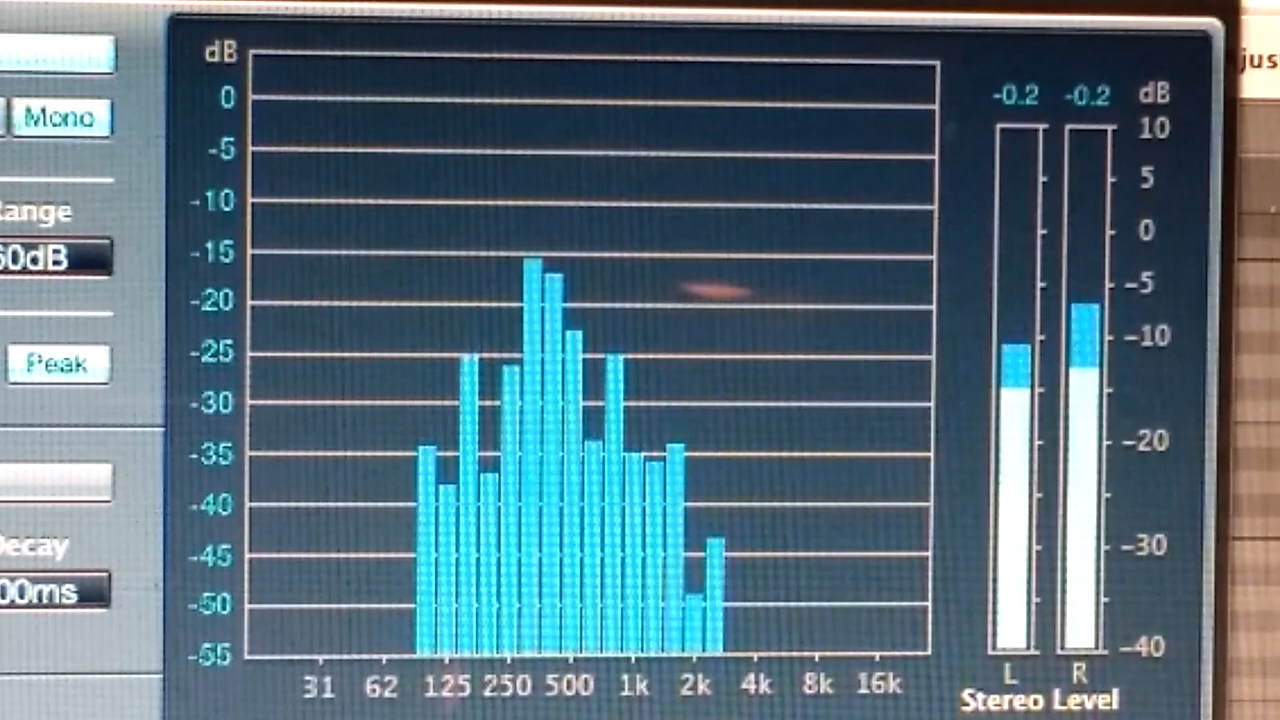 Mono
Range
60dB
Peak
Decay
00ms
dB
0
-5
-10
-15
-20
-25
-30
-35
-40
-45
-50
-55
31 62 125 250 500 1k 2k 4k 8k 16k
-0.2 -0.2 dB
10
5
0
-5
-10
-20
-30
-40
L R
Stereo Level
jus